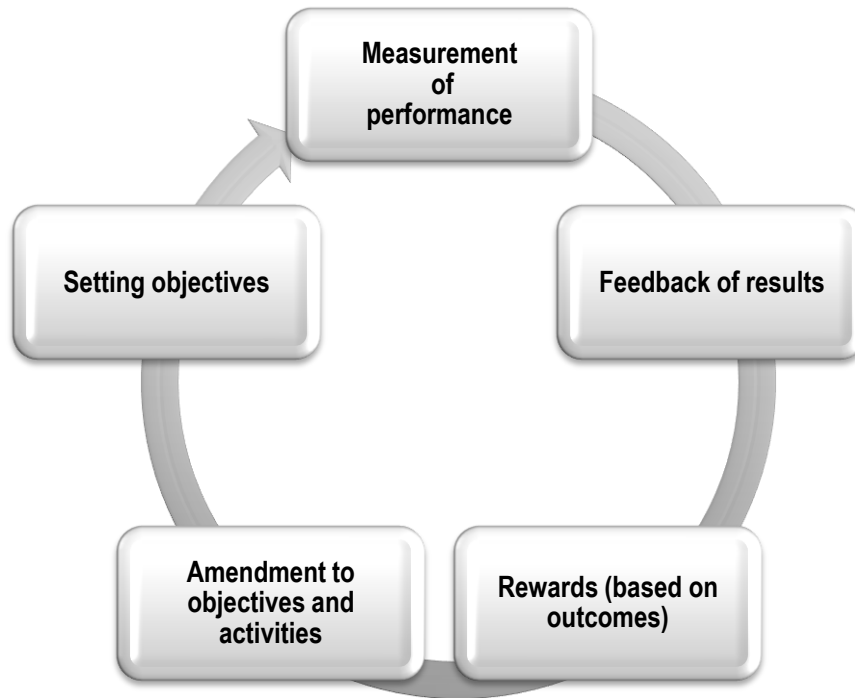 Measurement
of
performance
Feedback of results
Rewards (based on
outcomes)
Amendment to
objectives and
activities
Setting objectives